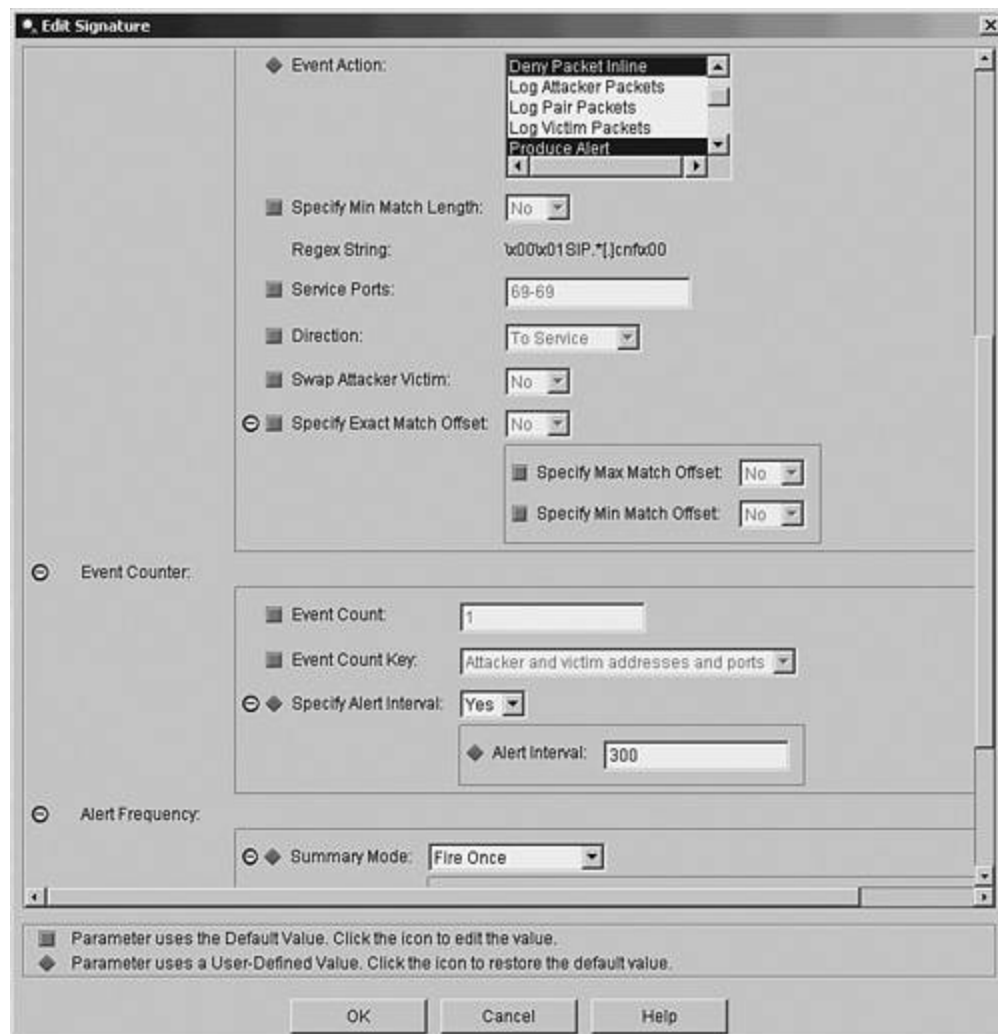 Edit Signature
Event Action:
Deny Packet Inline
Log Attacker Packets
Log Pair Packets
Log Victim Packets
Produce Alert
Specify Min Match Length: No
Regex String: \x00\x01SIP.*[.]cnf\x00
Service Ports: 69-69
Direction: To Service
Swap Attacker Victim: No
Specify Exact Match Offset: No
Specify Max Match Offset: No
Specify Min Match Offset: No
Event Counter:
Event Count: 1
Event Count Key: Attacker and victim addresses and ports
Specify Alert Interval: Yes
Alert Interval: 300
Alert Frequency:
Summary Mode: Fire Once
Parameter uses the Default Value. Click the icon to edit the value.
Parameter uses a User-Defined Value. Click the icon to restore the default value.
OK Cancel Help